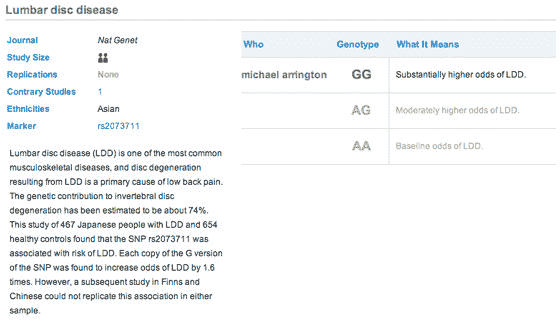 Lumbar disc disease
Journal Nat Genet
Study Size
Replications None
Contrary Studies 1
Ethnicities Asian
Marker rs2073711
Lumbar disc disease (LDD) is one of the most common
musculoskeletal diseases, and disc degeneration
resulting from LDD is a primary cause of low back pain.
The genetic contribution to invertebral disc
degeneration has been estimated to be about 74%.
This study of 467 Japanese people with LDD and 654
healthy controls found that the SNP rs2073711 was
associated with risk of LDD. Each copy of the G version
of the SNP was found to increase odds of LDD by 1.6
times. However, a subsequent study in Finns and
Chinese could not replicate this association in either
sample.
Who Genotype What It Means
michael arrington GG Substantially higher odds of LDD.
AG Moderately higher odds of LDD.
AA Baseline odds of LDD.